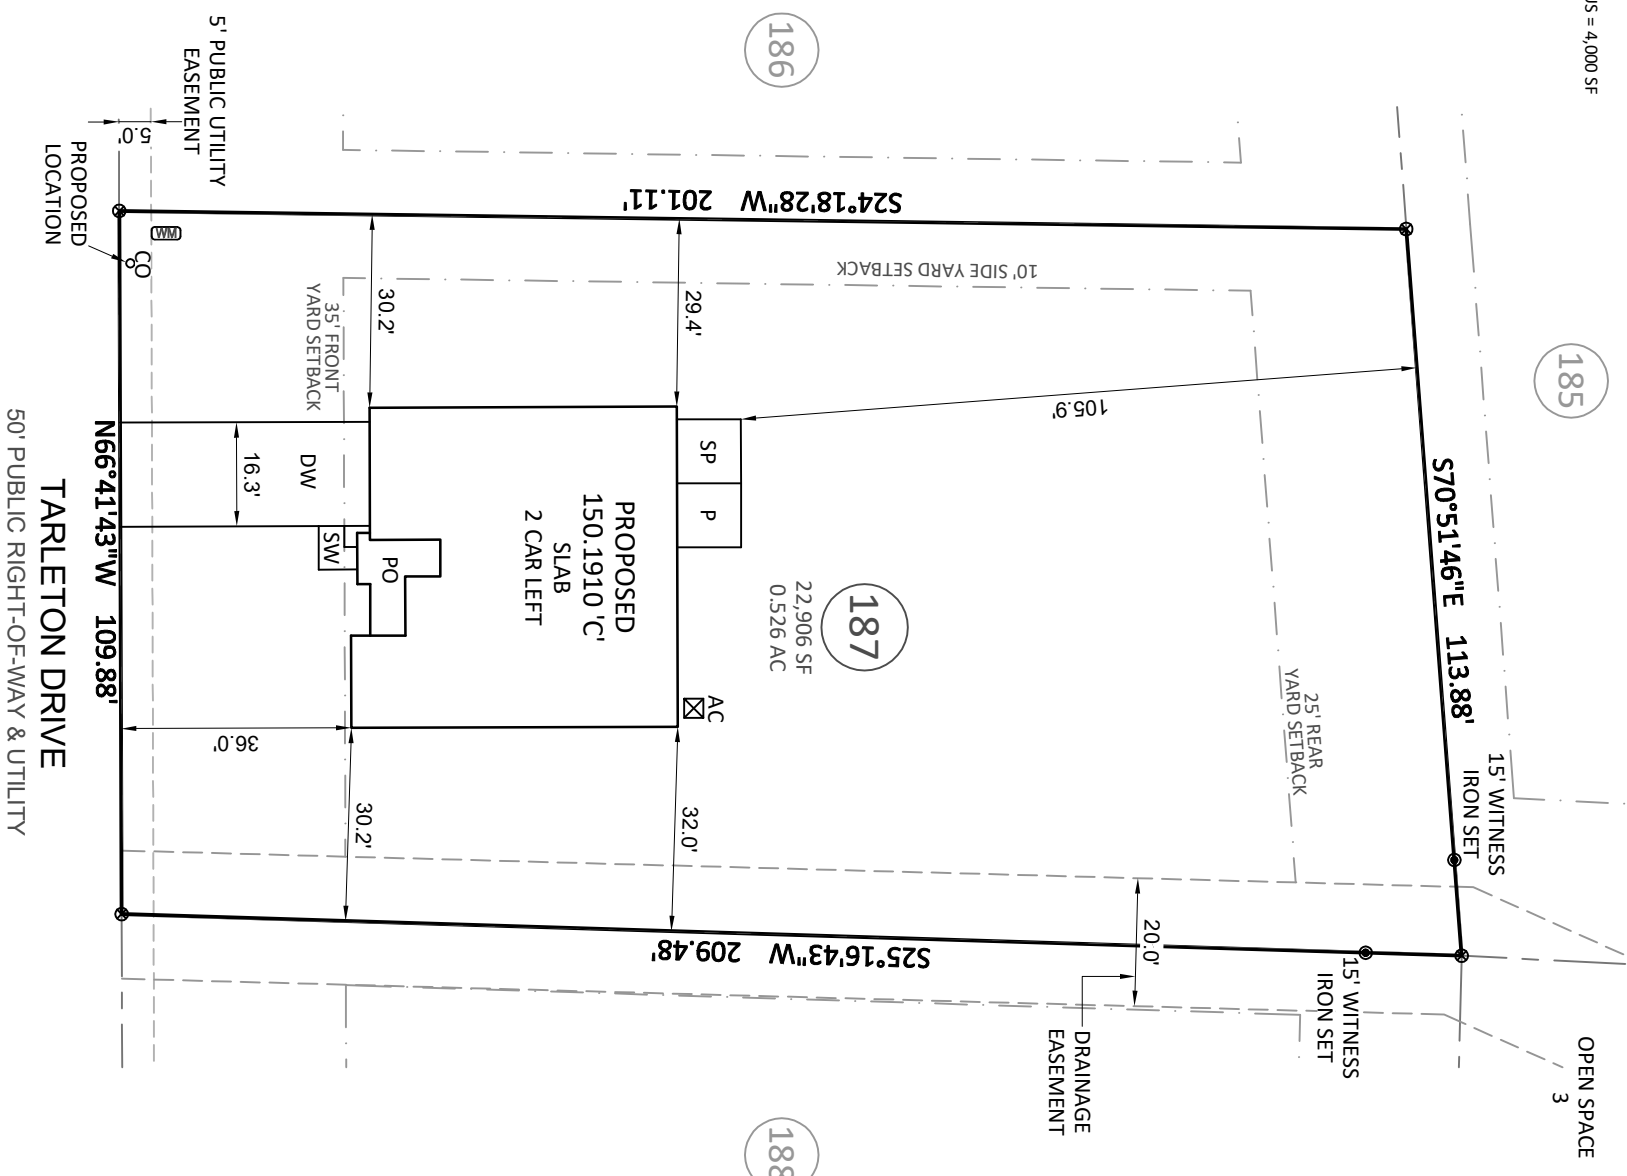 US = 4,000 SF
186
185
187
188
22,906 SF
0.526 AC
5' PUBLIC UTILITY
EASEMENT
5.0'
PROPOSED
LOCATION
WM
CO
S24°18'28"W 201.11'
10' SIDE YARD SETBACK
35' FRONT
YARD SETBACK
30.2'
29.4'
105.9'
S70°51'46"E 113.88'
N66°41'43"W 109.88'
TARLETON DRIVE
50' PUBLIC RIGHT-OF-WAY & UTILITY
16.3'
DW
SW
PO
SP
P
PROPOSED
150.1910 'C'
SLAB
2 CAR LEFT
AC
36.0'
30.2'
32.0'
25' REAR
YARD SETBACK
15' WITNESS
IRON SET
S25°16'43"W 209.48'
20.0'
15' WITNESS
IRON SET
DRAINAGE
EASEMENT
OPEN SPACE
3